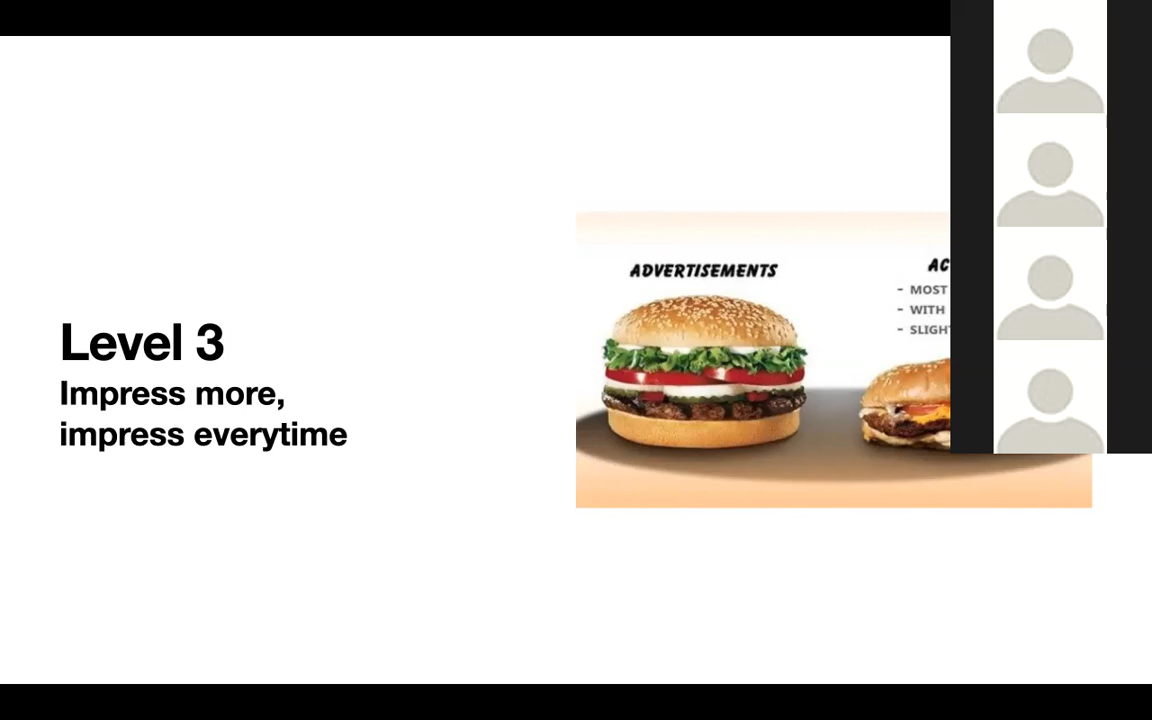 Level 3
Impress more,
impress everytime
ADVERTISEMENTS
- MOST
- WITH